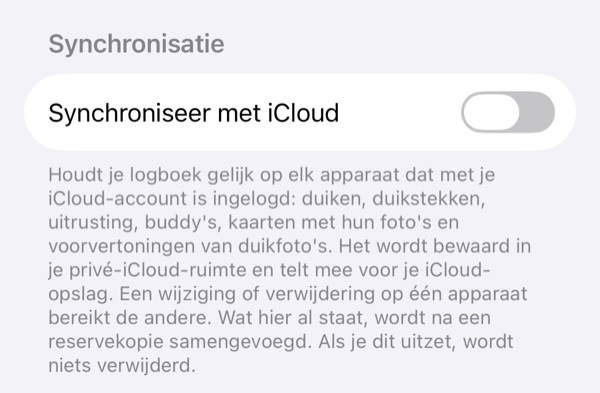 Synchronisatie
Synchroniseer met iCloud
Houdt je logboek gelijk op elk apparaat dat met je
iCloud-account is ingelogd: duiken, duikstekken,
uitrusting, buddy's, kaarten met hun foto's en
voorvertoningen van duikfoto's. Het wordt bewaard in
je privé-iCloud-ruimte en telt mee voor je iCloud-
opslag. Een wijziging of verwijdering op één apparaat
bereikt de andere. Wat hier al staat, wordt na een
reservekopie samengevoegd. Als je dit uitzet, wordt
niets verwijderd.